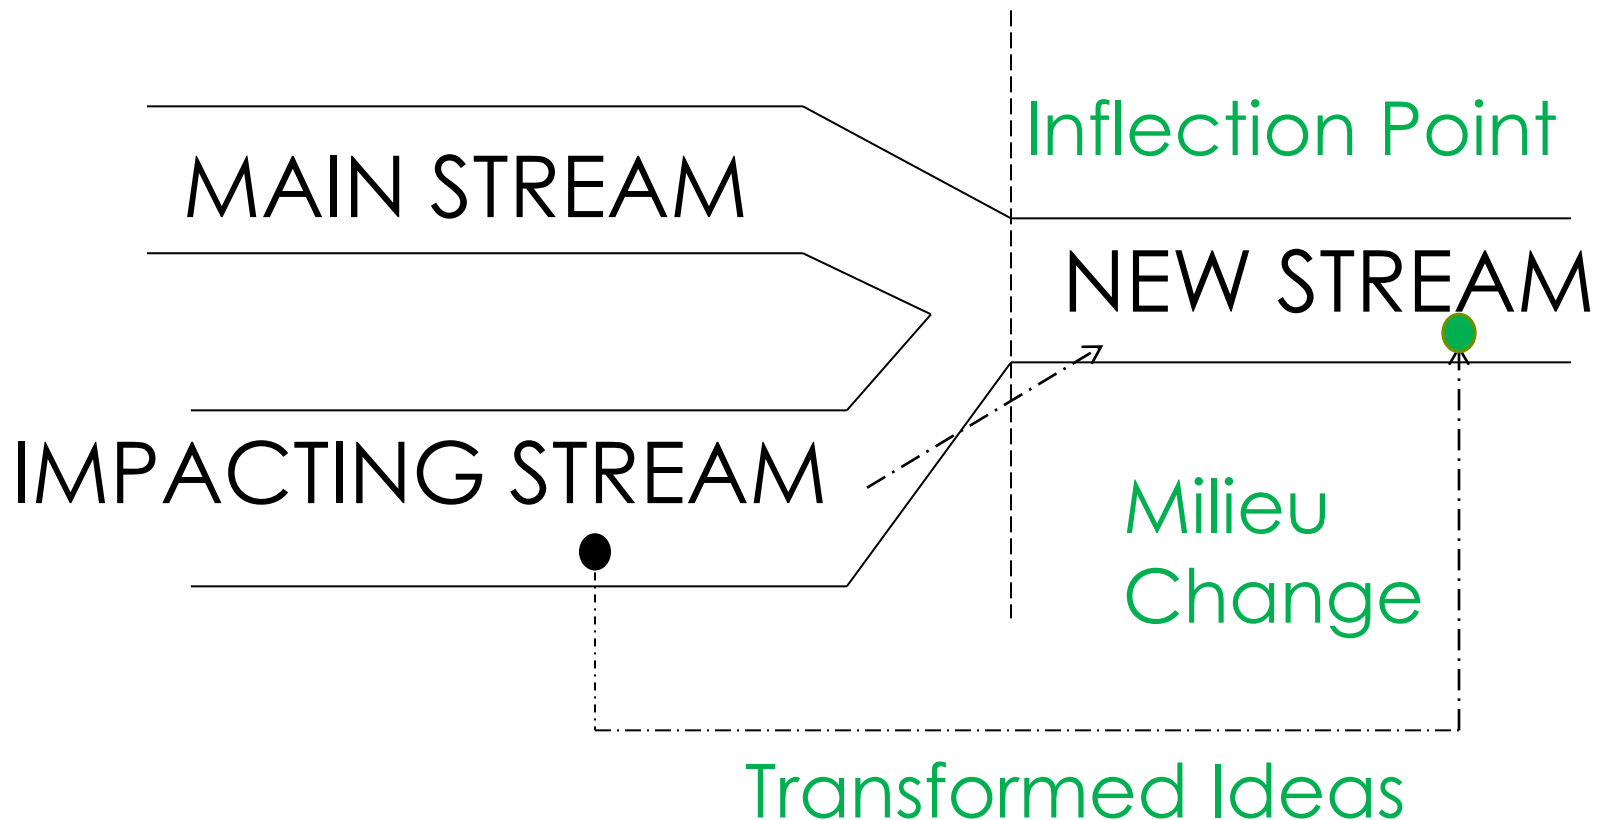 Inflection Point
MAIN STREAM
NEW STREAM
IMPACTING STREAM
Milieu
Change
Transformed Ideas